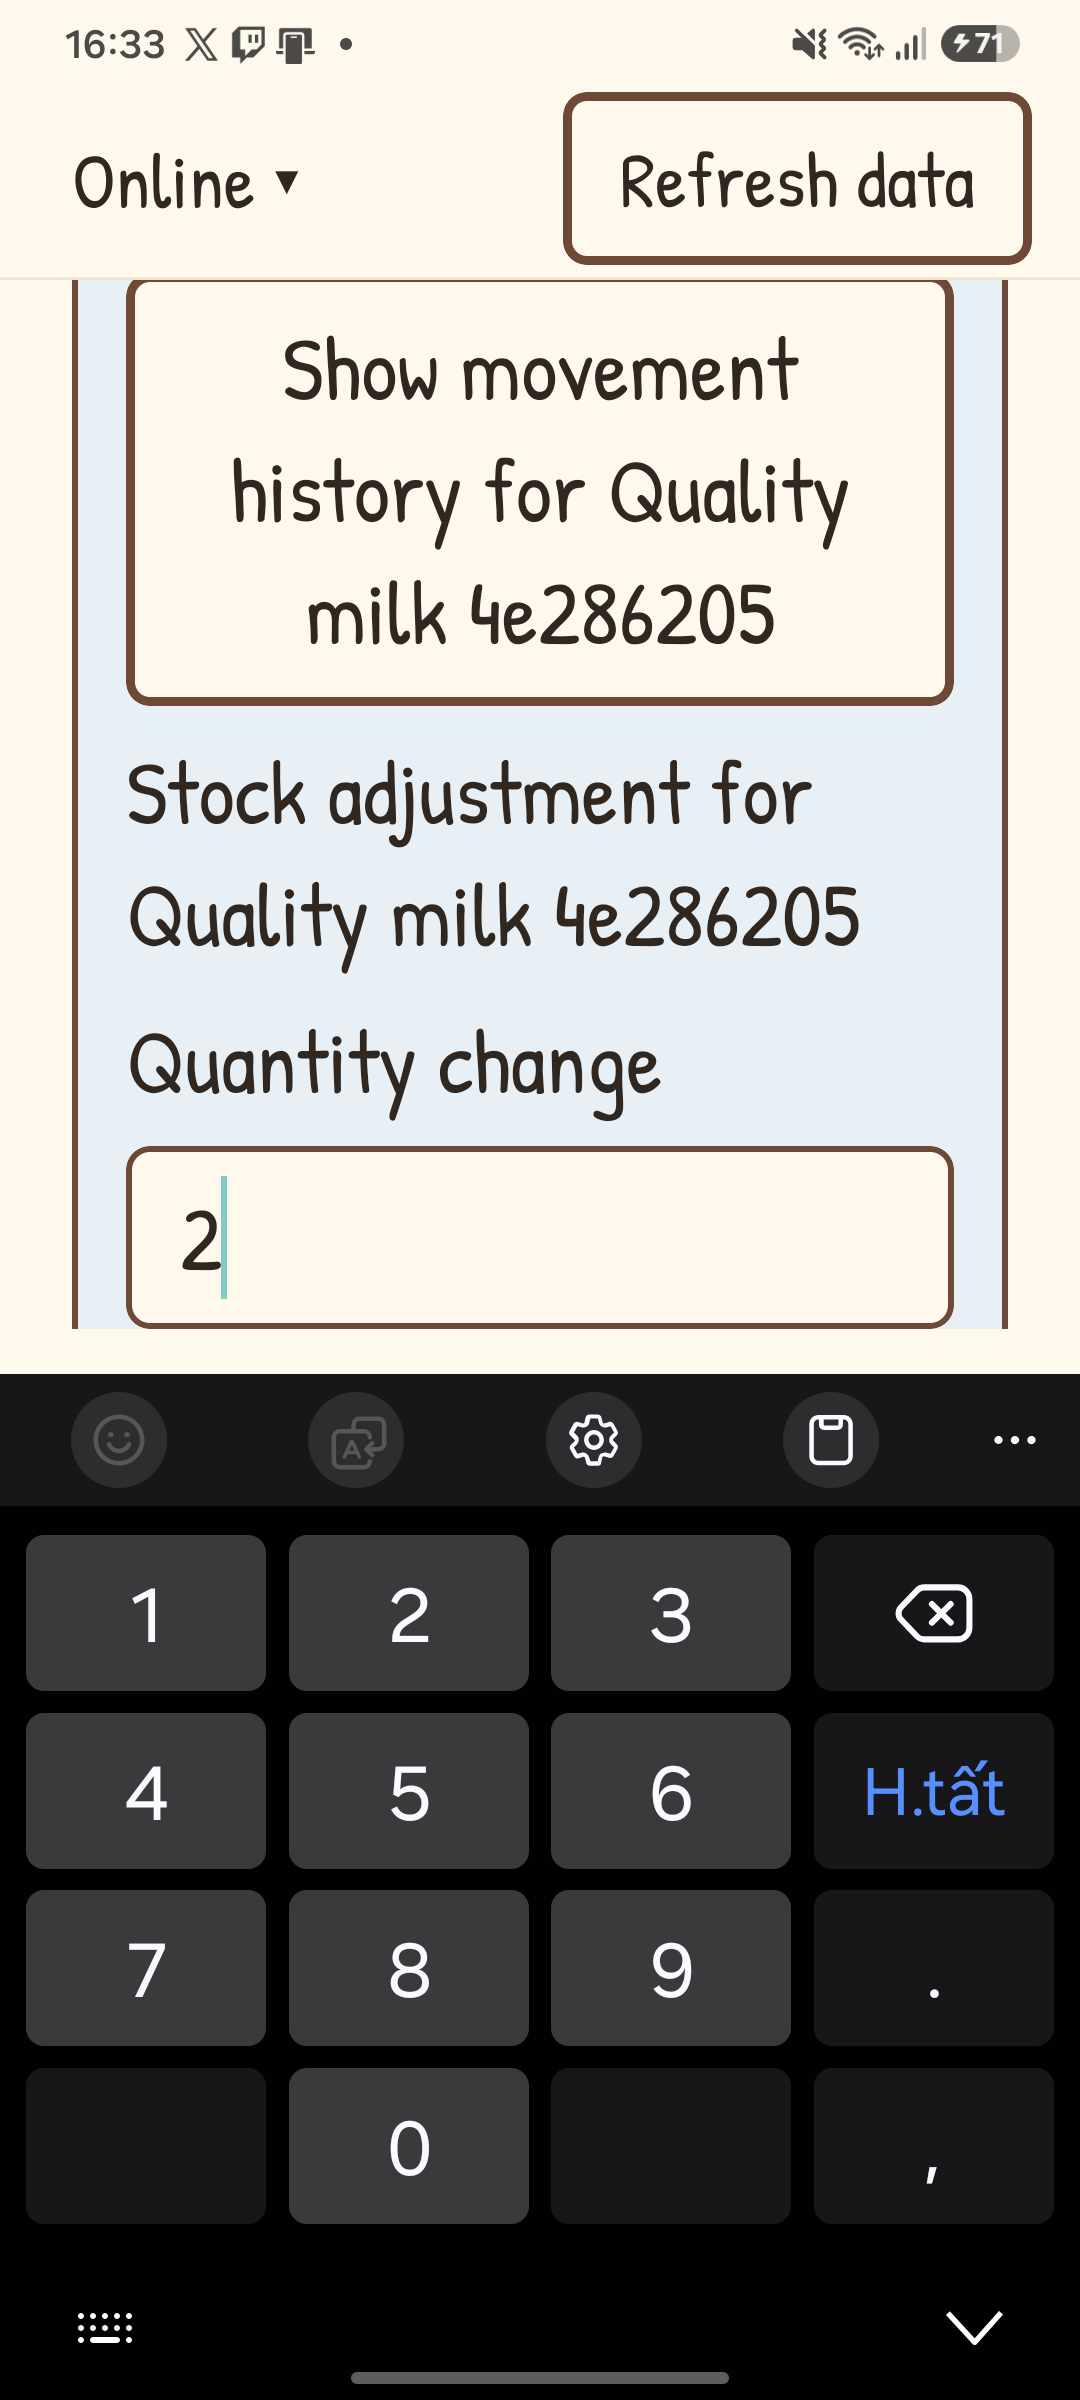 16:33
71
Online ▼
Refresh data
Show movement
history for Quality
milk 4e286205
Stock adjustment for
Quality milk 4e286205
Quantity change
2
1 2 3
4 5 6 H.tất
7 8 9 .
0 ,